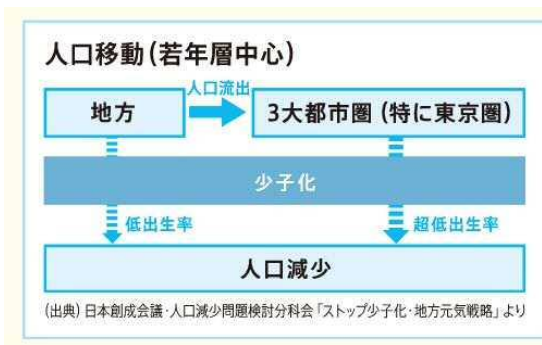 人口移動(若年層中心)
人口流出
地方
3大都市圏(特に東京圏)
少子化
低出生率
超低出生率
人口減少
(出典)日本創成会議・人口減少問題検討分科会「ストップ少子化・地方元気戦略」より